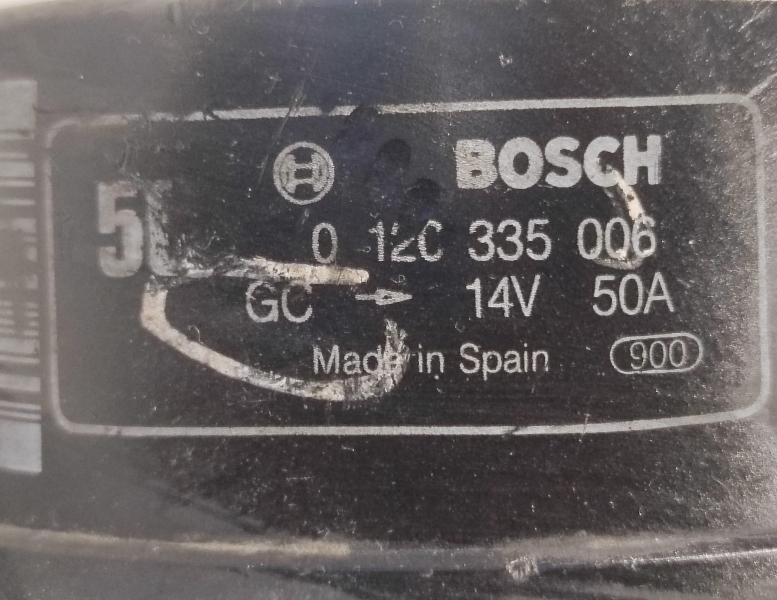 BOSCH
0 120 335 006
GC → 14V 50A
Made in Spain 900